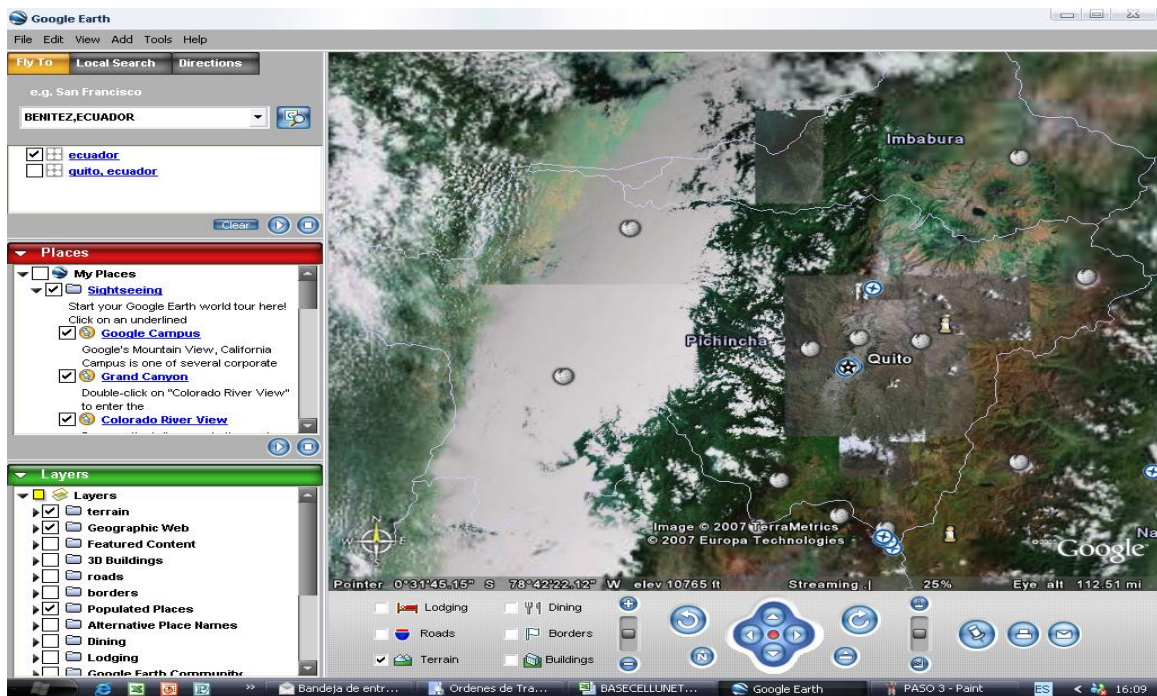 Google Earth
File Edit View Add Tools Help
Fly To Local Search Directions
e.g. San Francisco
BENITEZ,ECUADOR
ecuador
quito, ecuador
Clear
Places
My Places
Sightseeing
Start your Google Earth world tour here!
Click on an underlined
Google Campus
Google's Mountain View, California
Campus is one of several corporate
Grand Canyon
Double-click on "Colorado River View"
to enter the
Colorado River View
Layers
Layers
terrain
Geographic Web
Featured Content
3D Buildings
roads
borders
Populated Places
Alternative Place Names
Dining
Lodging
Google Earth Community
Imbabura
Pichincha
Quito
Na
N
W E
Image © 2007 TerraMetrics
© 2007 Europa Technologies
Google
Pointer 0°31'45.15" S 78°42'22.12" W elev 10765 ft Streaming 25% Eye alt 112.51 mi
Lodging Dining
Roads Borders
Terrain Buildings
N
Bandeja de entr... Ordenes de Tra... BASECELLUNET... Google Earth PASO 3 - Paint ES 16:09